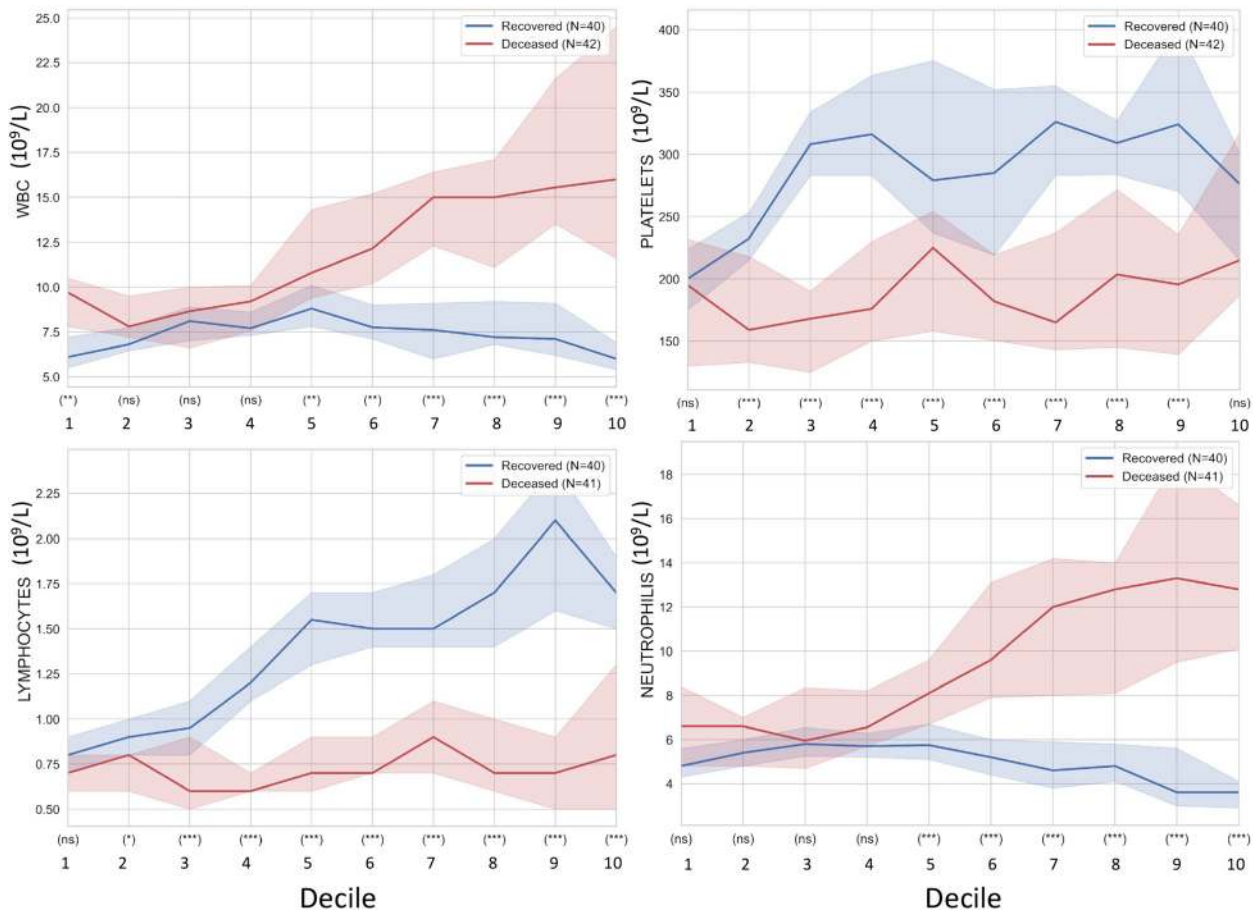 WBC (10⁹/L)
25.0
22.5
20.0
17.5
15.0
12.5
10.0
7.5
5.0
Recovered (N=40)
Deceased (N=42)
(**) (ns) (ns) (ns) (**) (**) (***) (***) (***) (***)
1 2 3 4 5 6 7 8 9 10
PLATELETS (10⁹/L)
400
350
300
250
200
150
Recovered (N=40)
Deceased (N=42)
(ns) (***) (***) (***) (***) (***) (***) (***) (***) (ns)
1 2 3 4 5 6 7 8 9 10
LYMPHOCYTES (10⁹/L)
2.25
2.00
1.75
1.50
1.25
1.00
0.75
0.50
Recovered (N=40)
Deceased (N=41)
(ns) (*) (***) (***) (***) (***) (***) (***) (***) (***)
1 2 3 4 5 6 7 8 9 10
Decile
NEUTROPHILIS (10⁹/L)
18
16
14
12
10
8
6
4
Recovered (N=40)
Deceased (N=41)
(ns) (ns) (ns) (ns) (***) (***) (***) (***) (***) (***)
1 2 3 4 5 6 7 8 9 10
Decile